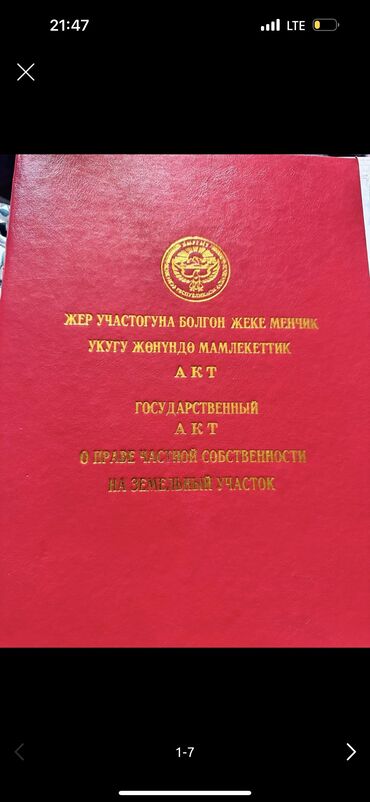 21:47
LTE
ЖЕР УЧАСТОГУНА БОЛГОН ЖЕКЕ МЕНЧИК
УКУГУ ЖӨНҮНДӨ МАМЛЕКЕТТИК
АКТ
ГОСУДАРСТВЕННЫЙ
АКТ
О ПРАВЕ ЧАСТНОЙ СОБСТВЕННОСТИ
НА ЗЕМЕЛЬНЫЙ УЧАСТОК
1-7